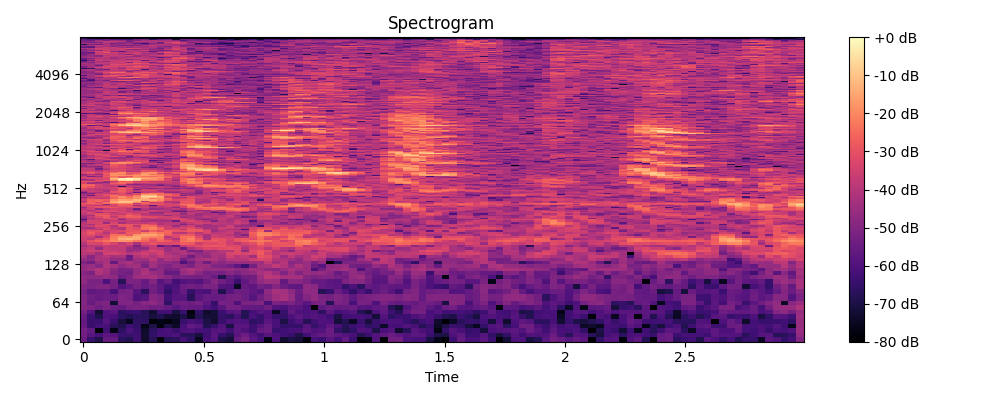 Spectrogram
+0 dB
4096
-10 dB
2048
-20 dB
1024
-30 dB
Hz
512
-40 dB
256
-50 dB
128
-60 dB
64
-70 dB
0
-80 dB
0 0.5 1 1.5 2 2.5
Time